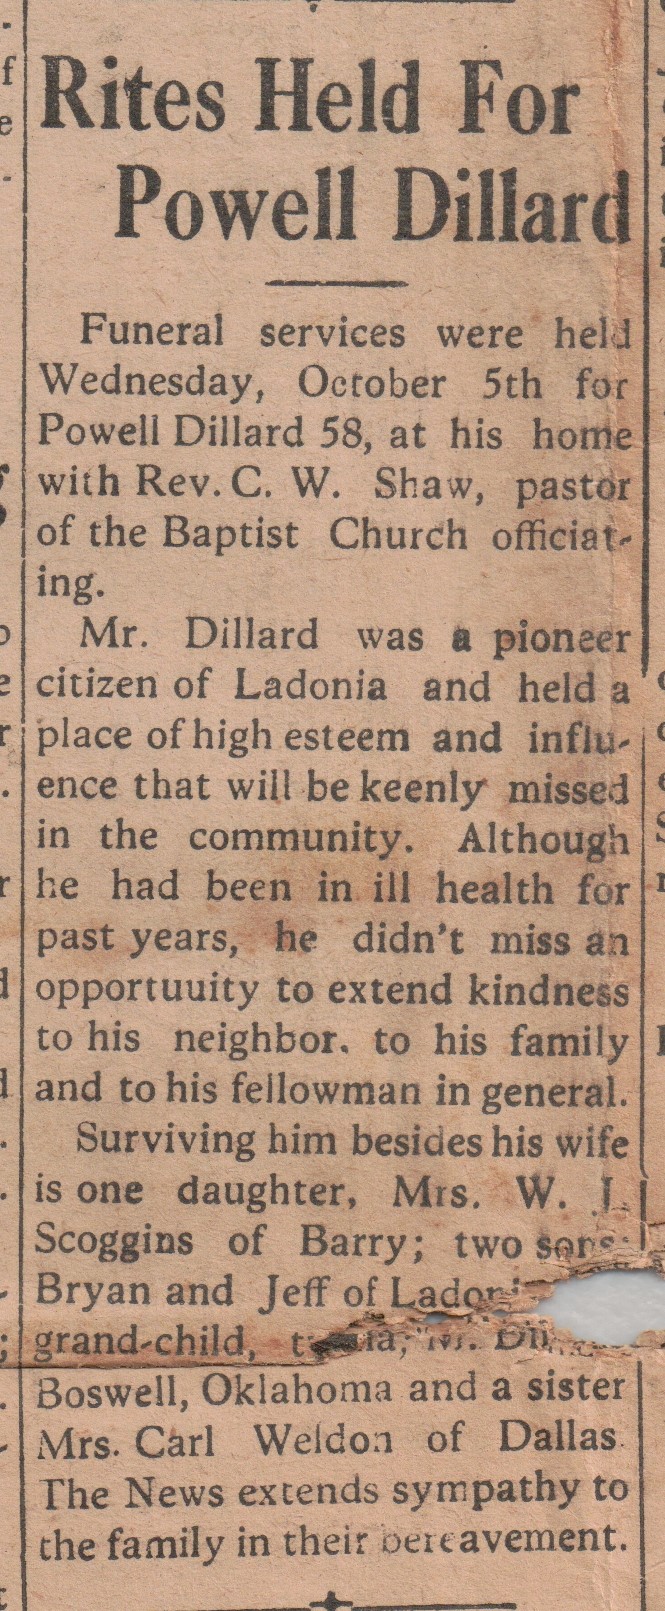 Rites Held For
Powell Dillard
Funeral services were held
Wednesday, October 5th for
Powell Dillard 58, at his home
with Rev. C. W. Shaw, pastor
of the Baptist Church officiat-
ing.
Mr. Dillard was a pioneer
citizen of Ladonia and held a
place of high esteem and influ-
ence that will be keenly missed
in the community. Although
he had been in ill health for
past years, he didn't miss an
opportuuity to extend kindness
to his neighbor. to his family
and to his fellowman in general.
Surviving him besides his wife
is one daughter, Mrs. W. J.
Scoggins of Barry; two sons:
Bryan and Jeff of
grand-child,
Boswell, Oklahoma and a sister
Mrs. Carl Weldon of Dallas.
The News extends sympathy to
the family in their bereavement.